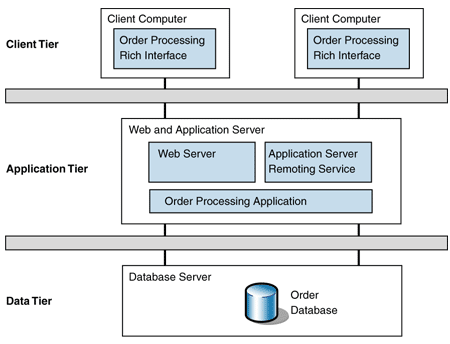 Client Tier
Client Computer
Order Processing
Rich Interface
Client Computer
Order Processing
Rich Interface
Application Tier
Web and Application Server
Web Server
Application Server
Remoting Service
Order Processing Application
Data Tier
Database Server
Order
Database